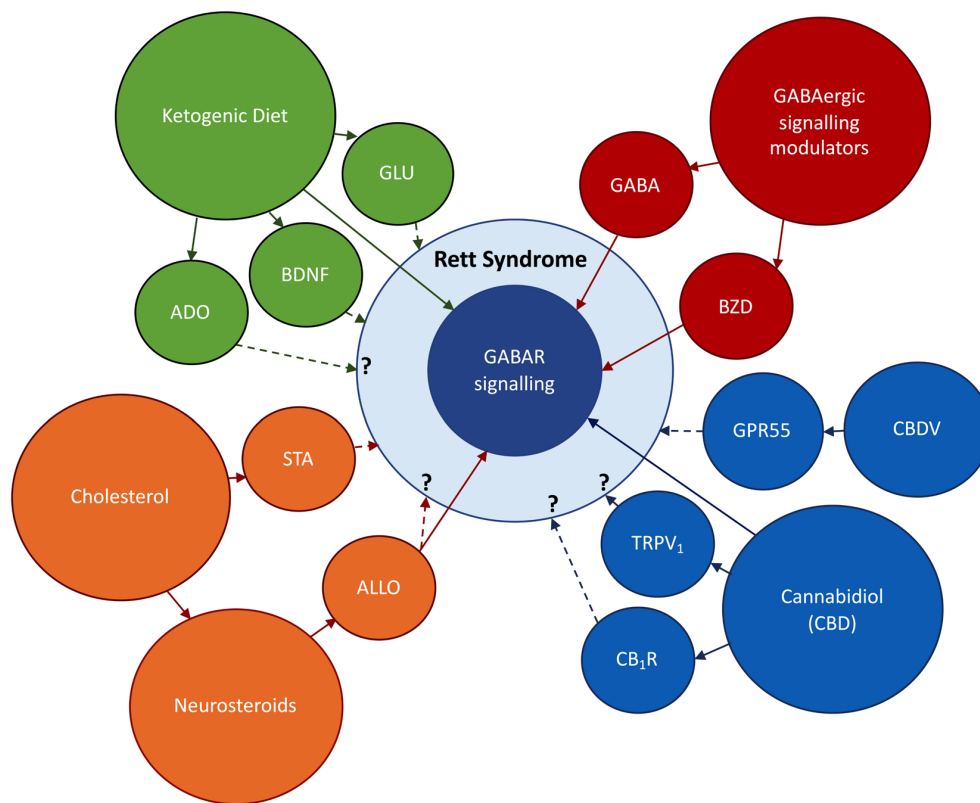 Ketogenic Diet
GABAergic
signalling
modulators
GLU
GABA
Rett Syndrome
BDNF
BZD
ADO
?
GABAR
signalling
GPR55
CBDV
STA
Cholesterol
?
?
?
TRPV₁
ALLO
Cannabidiol
(CBD)
CB₁R
Neurosteroids